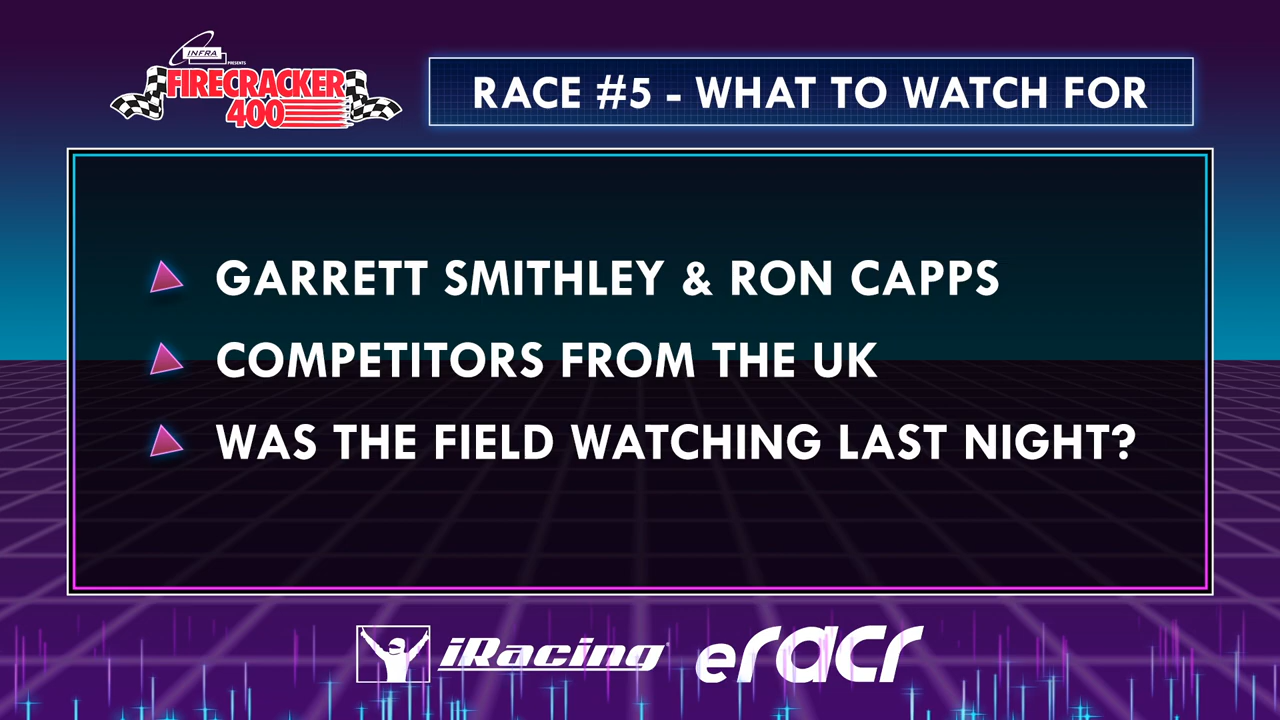 INFRA
PRESENTS
FIRECRACKER
400
RACE #5 - WHAT TO WATCH FOR
GARRETT SMITHLEY & RON CAPPS
COMPETITORS FROM THE UK
WAS THE FIELD WATCHING LAST NIGHT?
iRacing
eracr